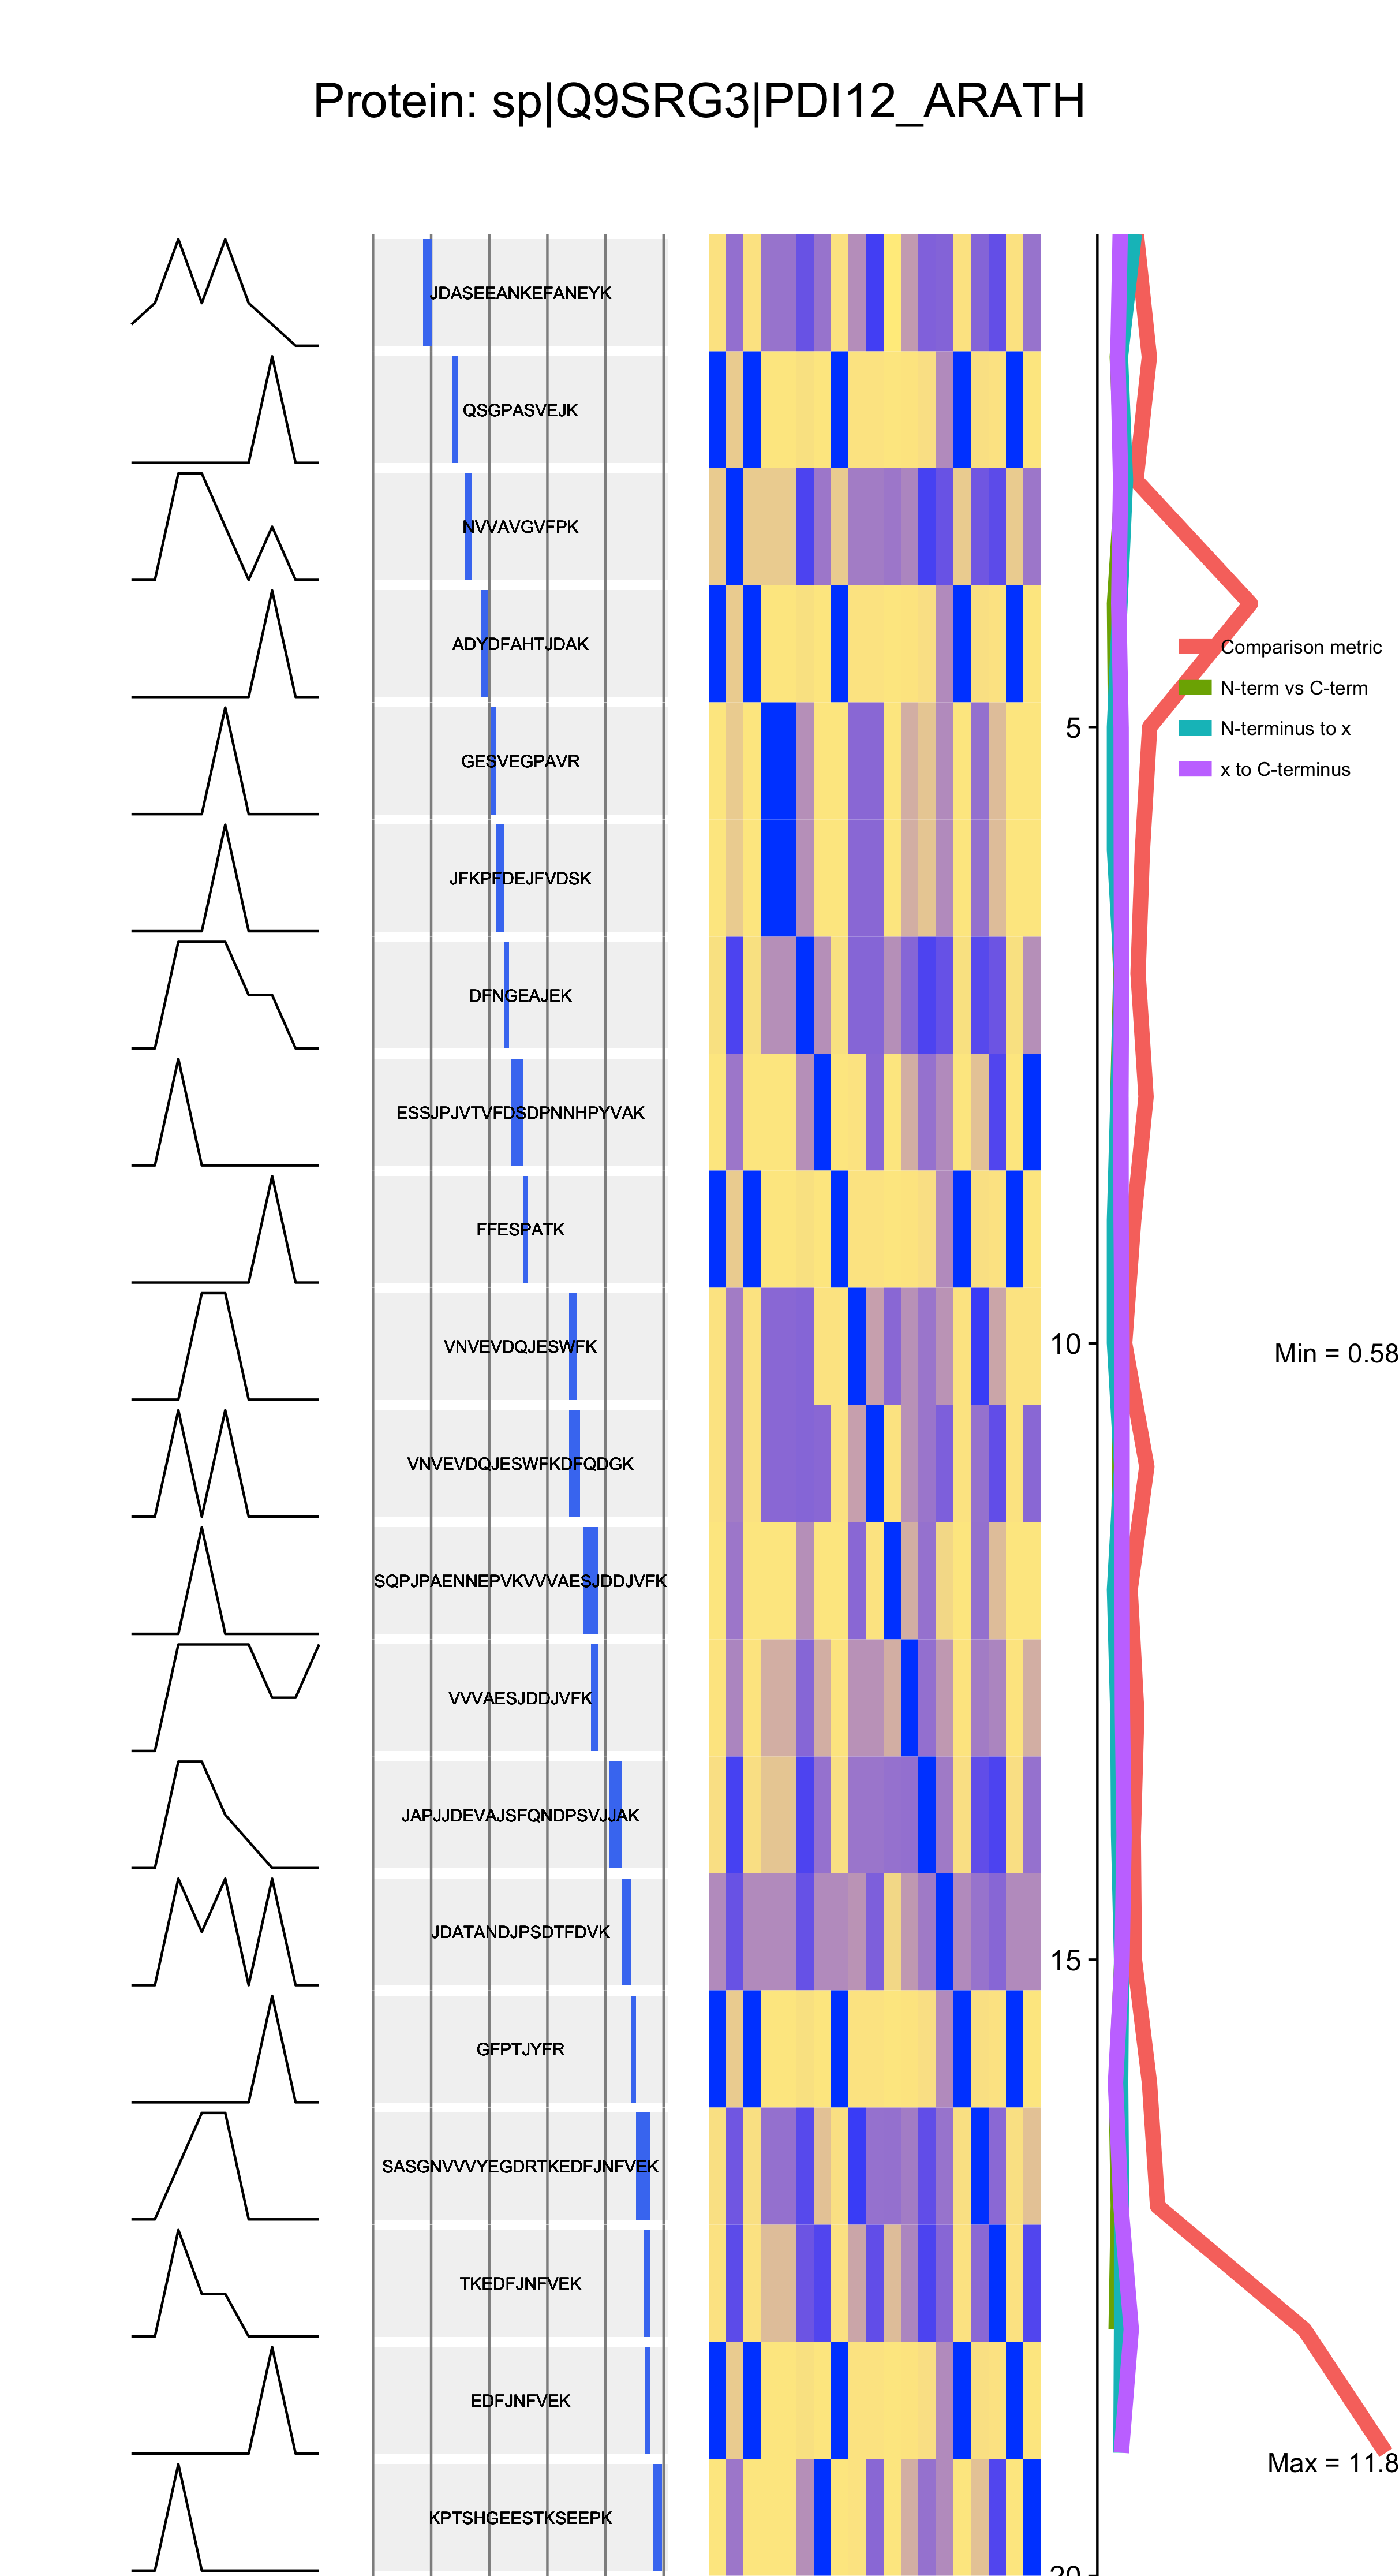 Protein: sp|Q9SRG3|PDI12_ARATH
JDASEEANKEFANEYK
QSGPASVEJK
NVVAVGVFPK
ADYDFAHTJDAK
Comparison metric
N-term vs C-term
5
N-terminus to x
GESVEGPAVR
x to C-terminus
JFKPFDEJFVDSK
DFNGEAJEK
ESSJPJVTVFDSDPNNHPYVAK
FFESPATK
VNVEVDQJESWFK
10
Min = 0.58
VNVEVDQJESWFKDFQDGK
SQPJPAENNEPVKVVVAESJDDJVFK
VVVAESJDDJVFK
JAPJJDEVAJSFQNDPSVJJAK
JDATANDJPSDTFDVK
15
GFPTJYFR
SASGNVVVYEGDRTKEDFJNFVEK
TKEDFJNFVEK
EDFJNFVEK
Max = 11.8
KPTSHGEESTKSEEPK
20